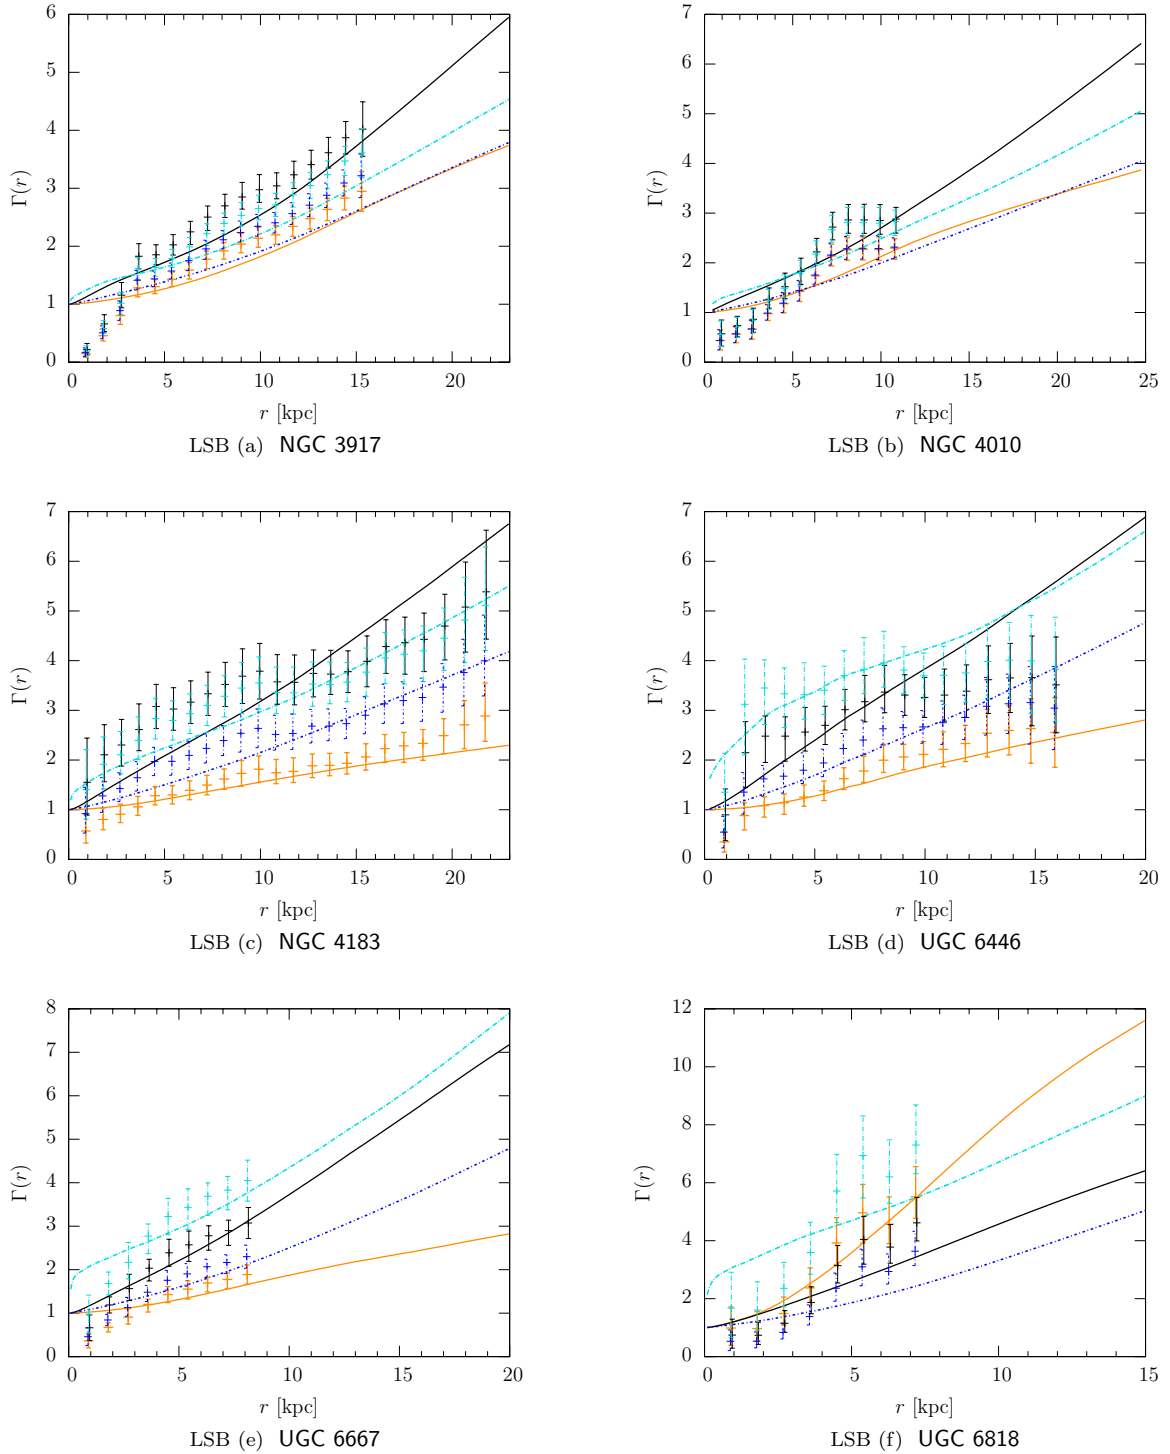 6
5
4
3
2
1
0
Γ(r)
0 5 10 15 20
r [kpc]
LSB (a) NGC 3917
7
6
5
4
3
2
1
0
Γ(r)
0 5 10 15 20 25
r [kpc]
LSB (b) NGC 4010
7
6
5
4
3
2
1
0
Γ(r)
0 5 10 15 20
r [kpc]
LSB (c) NGC 4183
7
6
5
4
3
2
1
0
Γ(r)
0 5 10 15 20
r [kpc]
LSB (d) UGC 6446
8
7
6
5
4
3
2
1
0
Γ(r)
0 5 10 15 20
r [kpc]
LSB (e) UGC 6667
12
10
8
6
4
2
0
Γ(r)
0 5 10 15
r [kpc]
LSB (f) UGC 6818